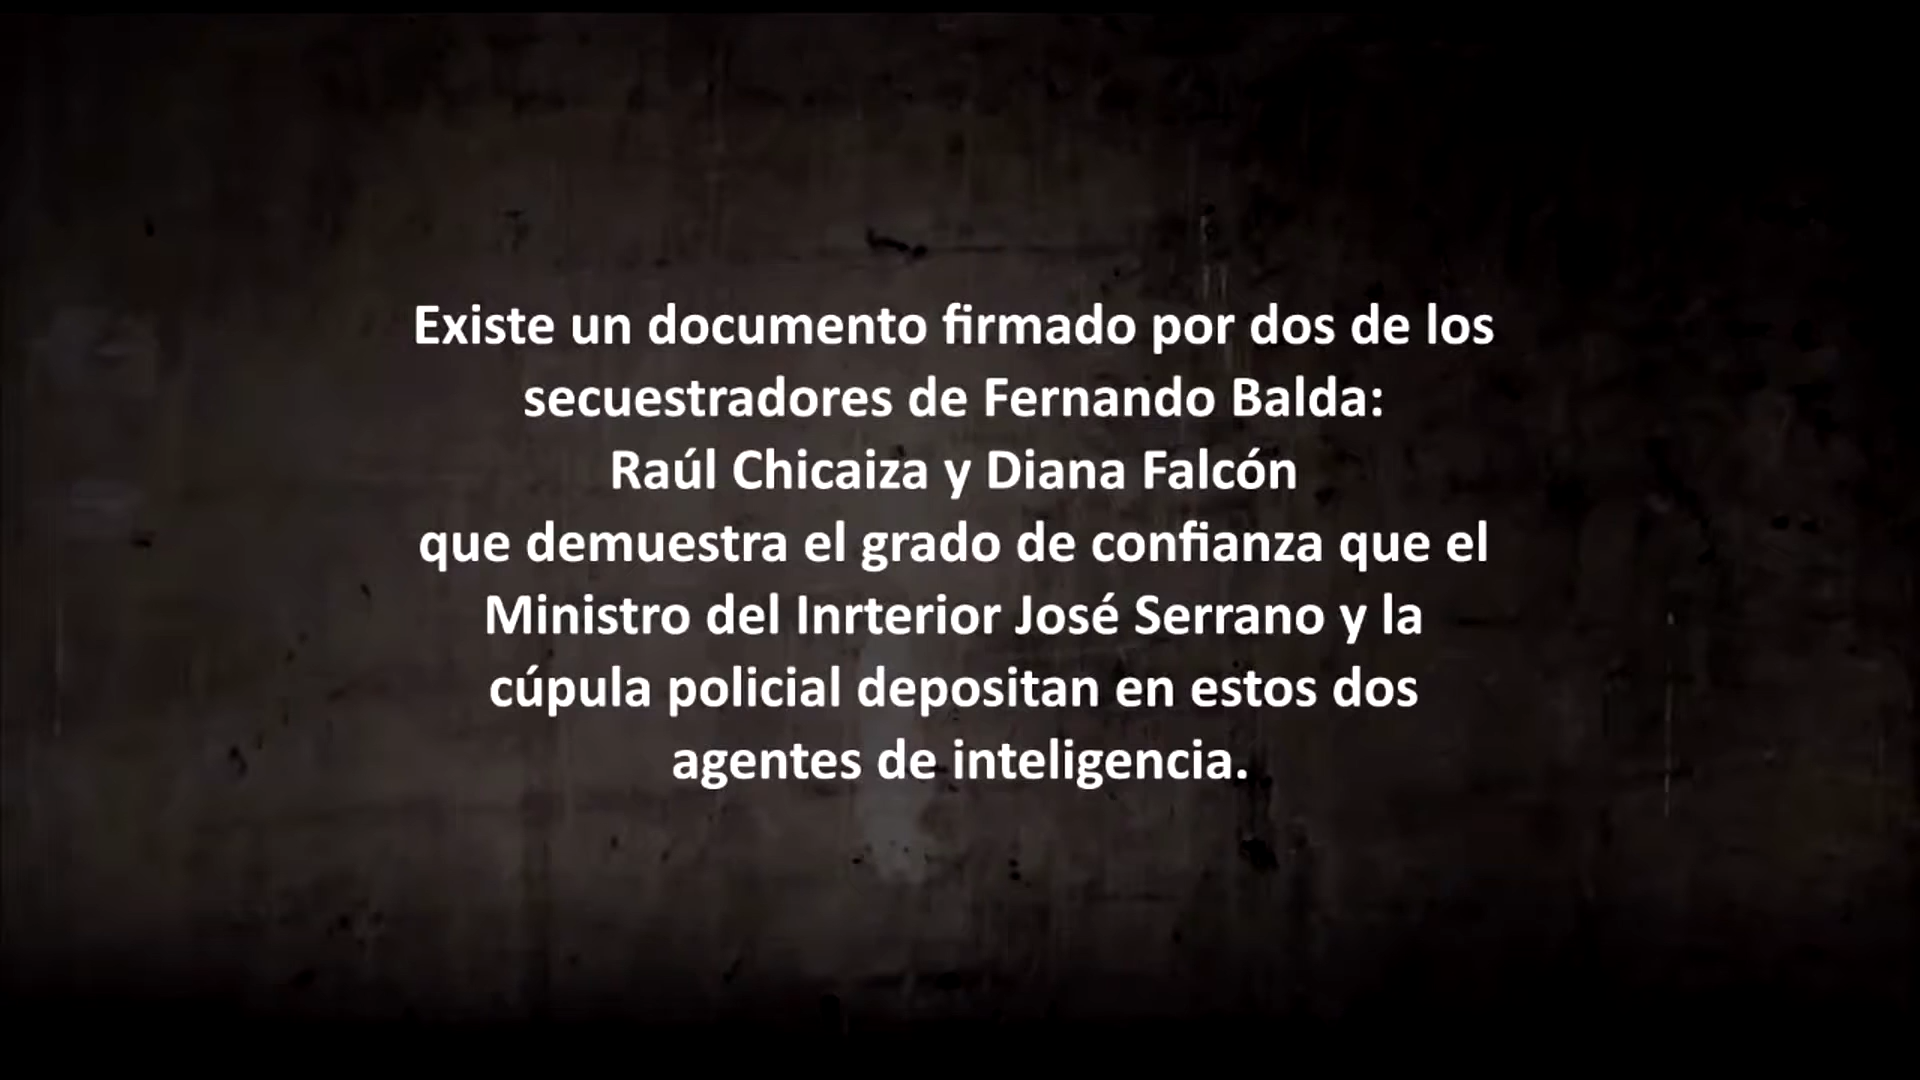 Existe un documento firmado por dos de los
secuestradores de Fernando Balda:
Raúl Chicaiza y Diana Falcón
que demuestra el grado de confianza que el
Ministro del Inrterior José Serrano y la
cúpula policial depositan en estos dos
agentes de inteligencia.